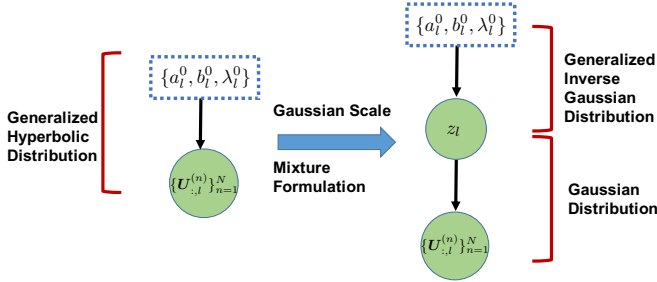 {a_l^0, b_l^0, λ_l^0}
Generalized
Hyperbolic
Distribution
{U_{:,l}^{(n)}}_{n=1}^N
Gaussian Scale
Mixture
Formulation
{a_l^0, b_l^0, λ_l^0}
z_l
{U_{:,l}^{(n)}}_{n=1}^N
Generalized
Inverse
Gaussian
Distribution
Gaussian
Distribution